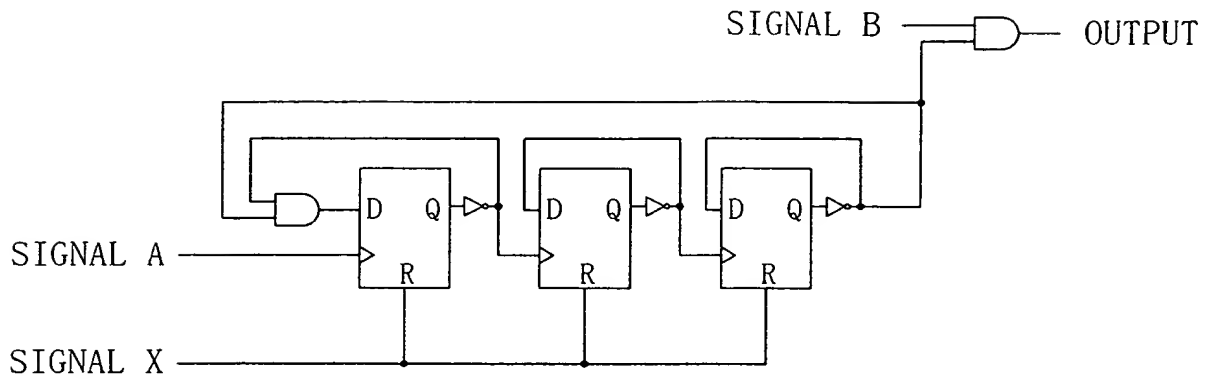 SIGNAL B
OUTPUT
D Q
D Q
D Q
SIGNAL A
R
R
R
SIGNAL X